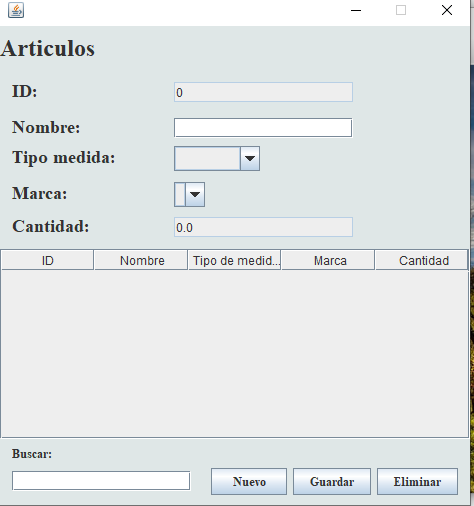 Articulos
ID: 0
Nombre:
Tipo medida:
Marca:
Cantidad: 0.0
ID Nombre Tipo de medid... Marca Cantidad
Buscar:
Nuevo Guardar Eliminar